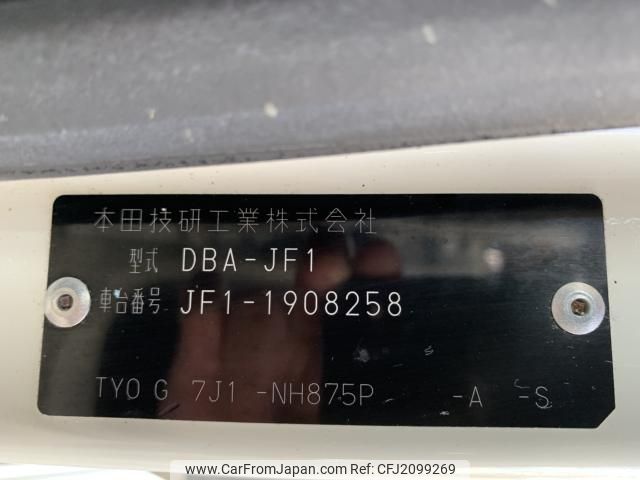 本田技研工業株式会社
型式 DBA-JF1
車台番号 JF1-1908258
TYO G 7J1 -NH875P -A -S
www.CarFromJapan.com Ref: CFJ2099269